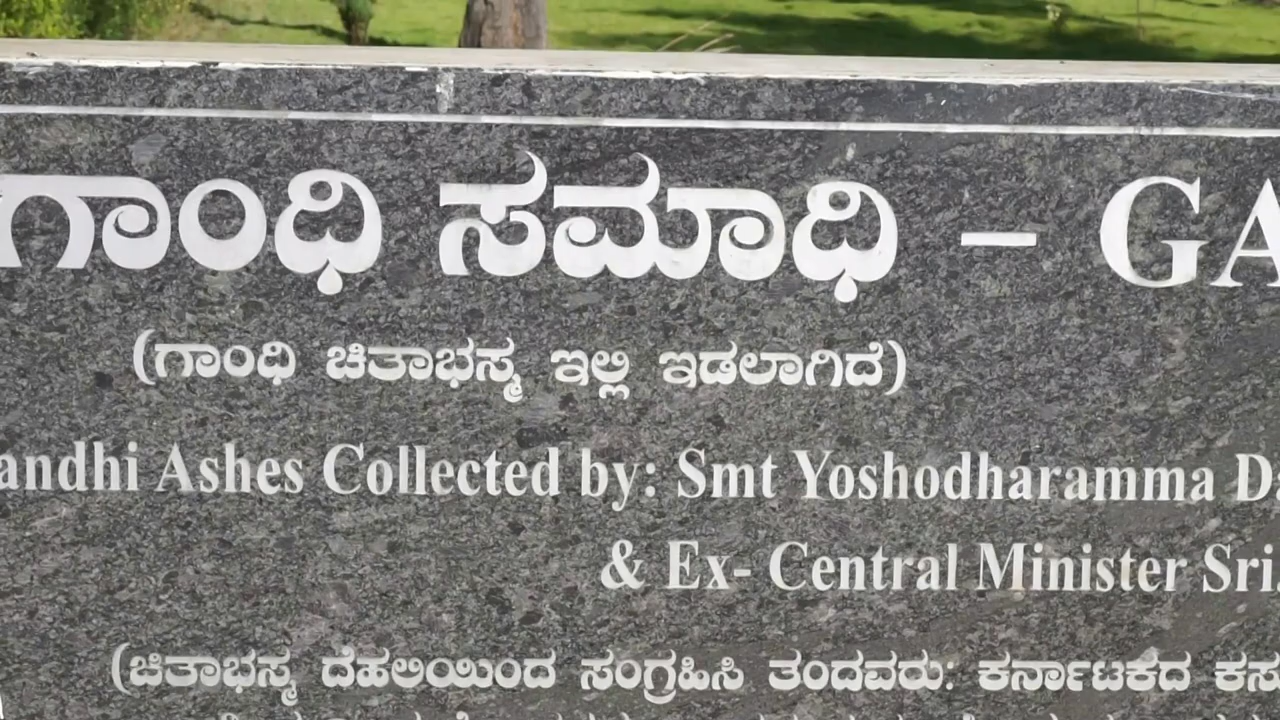 ಗಾಂಧಿ ಸಮಾಧಿ – GA
(ಗಾಂಧಿ ಚಿತಾಭಸ್ಮ ಇಲ್ಲಿ ಇಡಲಾಗಿದೆ)
andhi Ashes Collected by: Smt Yoshodharamma D
& Ex- Central Minister Sri
(ಚಿತಾಭಸ್ಮ ದೆಹಲಿಯಿಂದ ಸಂಗ್ರಹಿಸಿ ತಂದವರು: ಕರ್ನಾಟಕದ ಕಸ